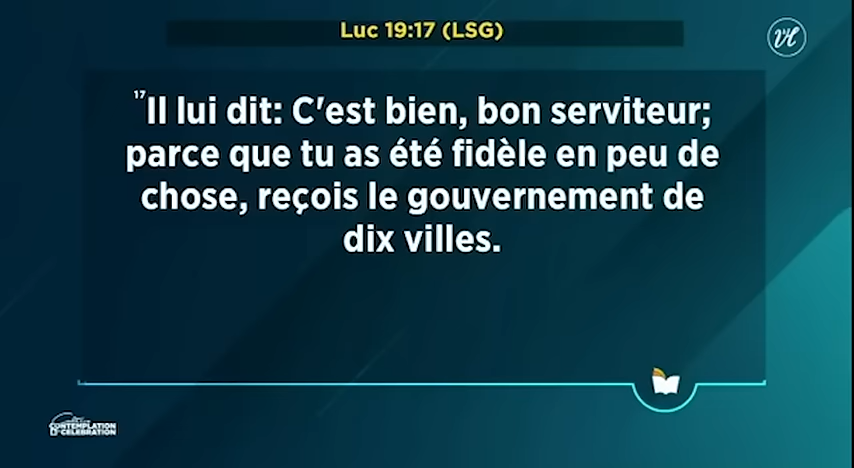 Luc 19:17 (LSG)
VH
¹⁷Il lui dit: C'est bien, bon serviteur;
parce que tu as été fidèle en peu de
chose, reçois le gouvernement de
dix villes.
CONTEMPLATION
CELEBRATION